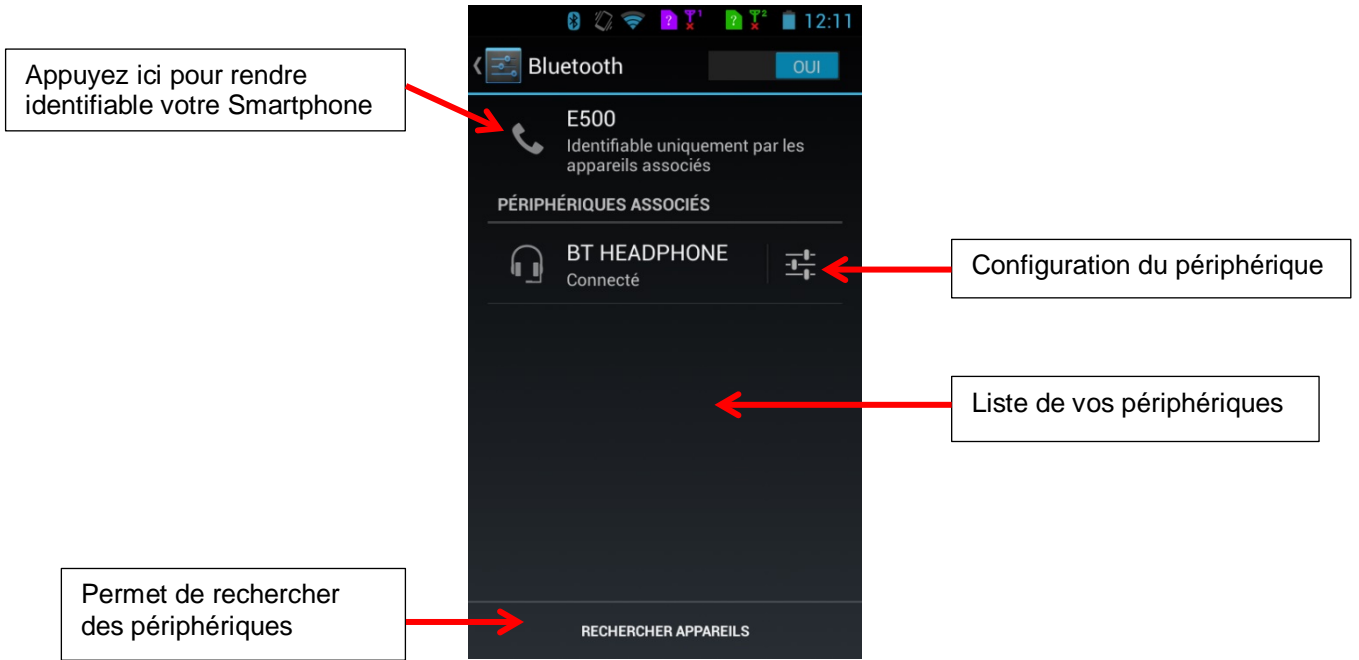 12:11
Bluetooth OUI
Appuyez ici pour rendre
identifiable votre Smartphone
E500
Identifiable uniquement par les
appareils associés
PÉRIPHÉRIQUES ASSOCIÉS
BT HEADPHONE
Connecté
Configuration du périphérique
Liste de vos périphériques
Permet de rechercher
des périphériques
RECHERCHER APPAREILS